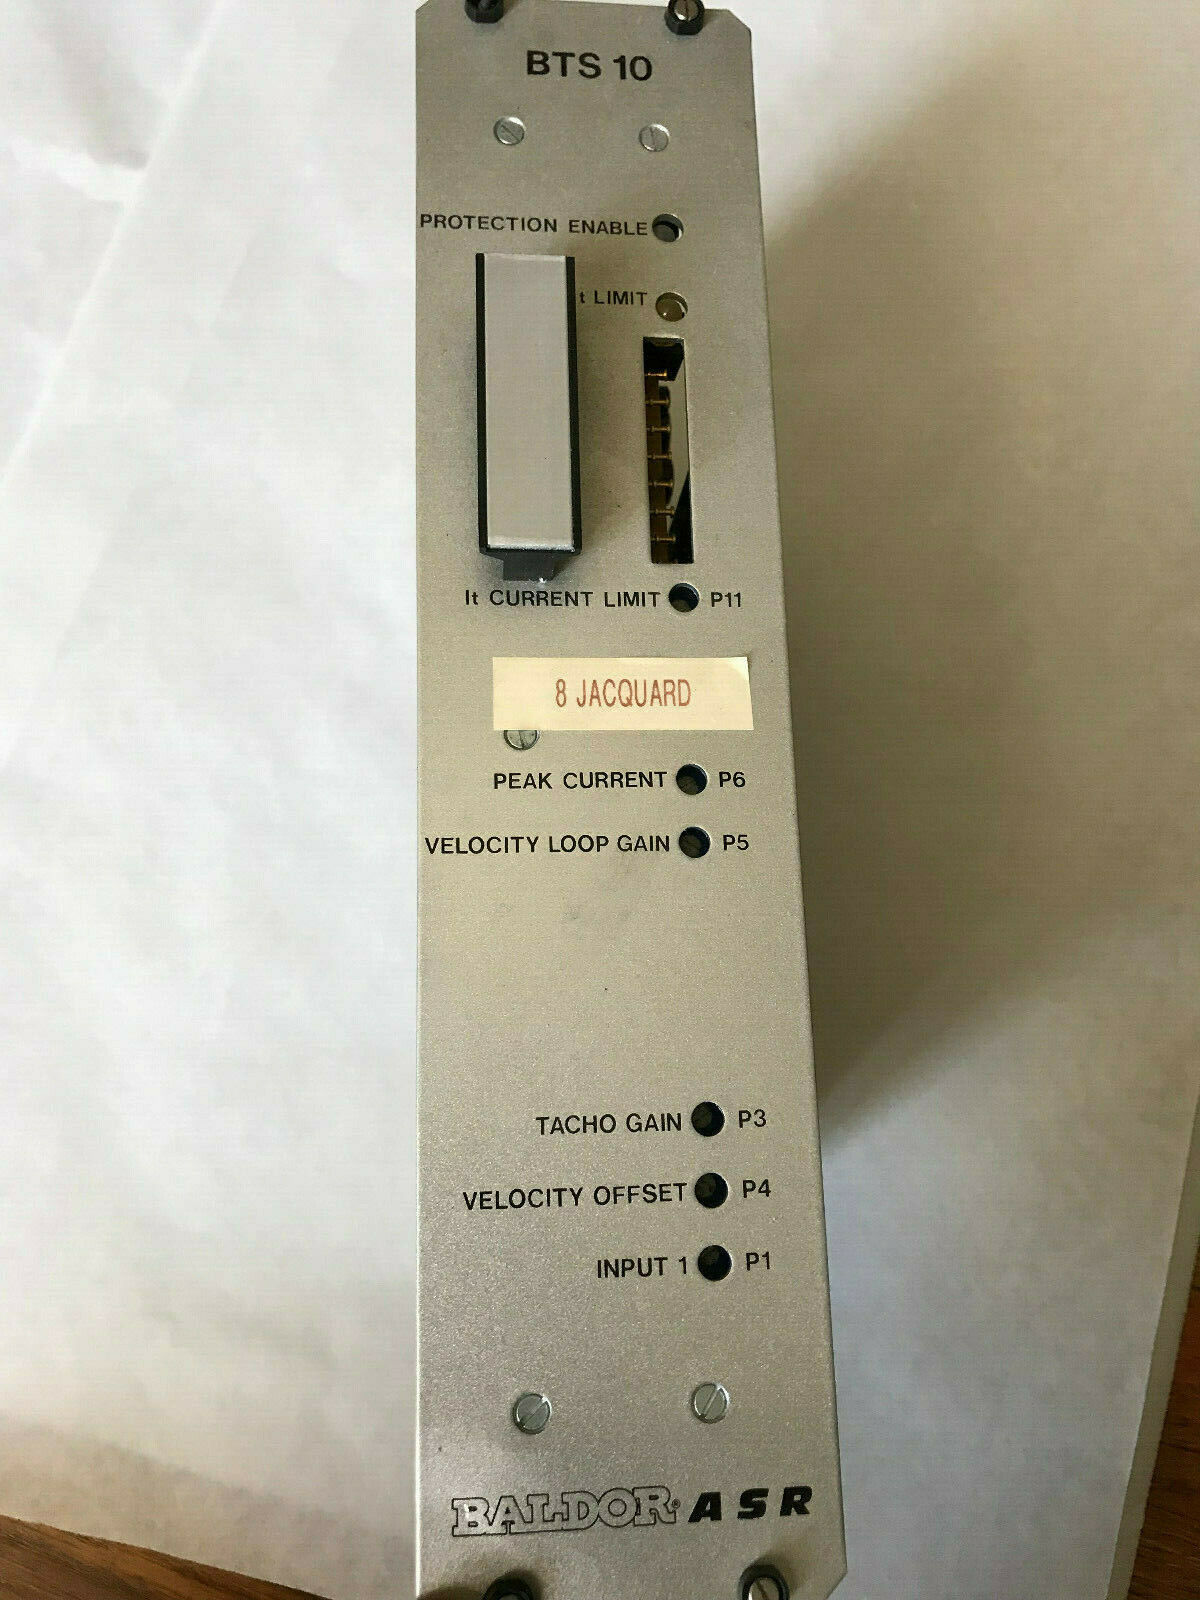 BTS 10
PROTECTION ENABLE
t LIMIT
It CURRENT LIMIT P11
8 JACQUARD
PEAK CURRENT P6
VELOCITY LOOP GAIN P5
TACHO GAIN P3
VELOCITY OFFSET P4
INPUT 1 P1
BALDOR® ASR